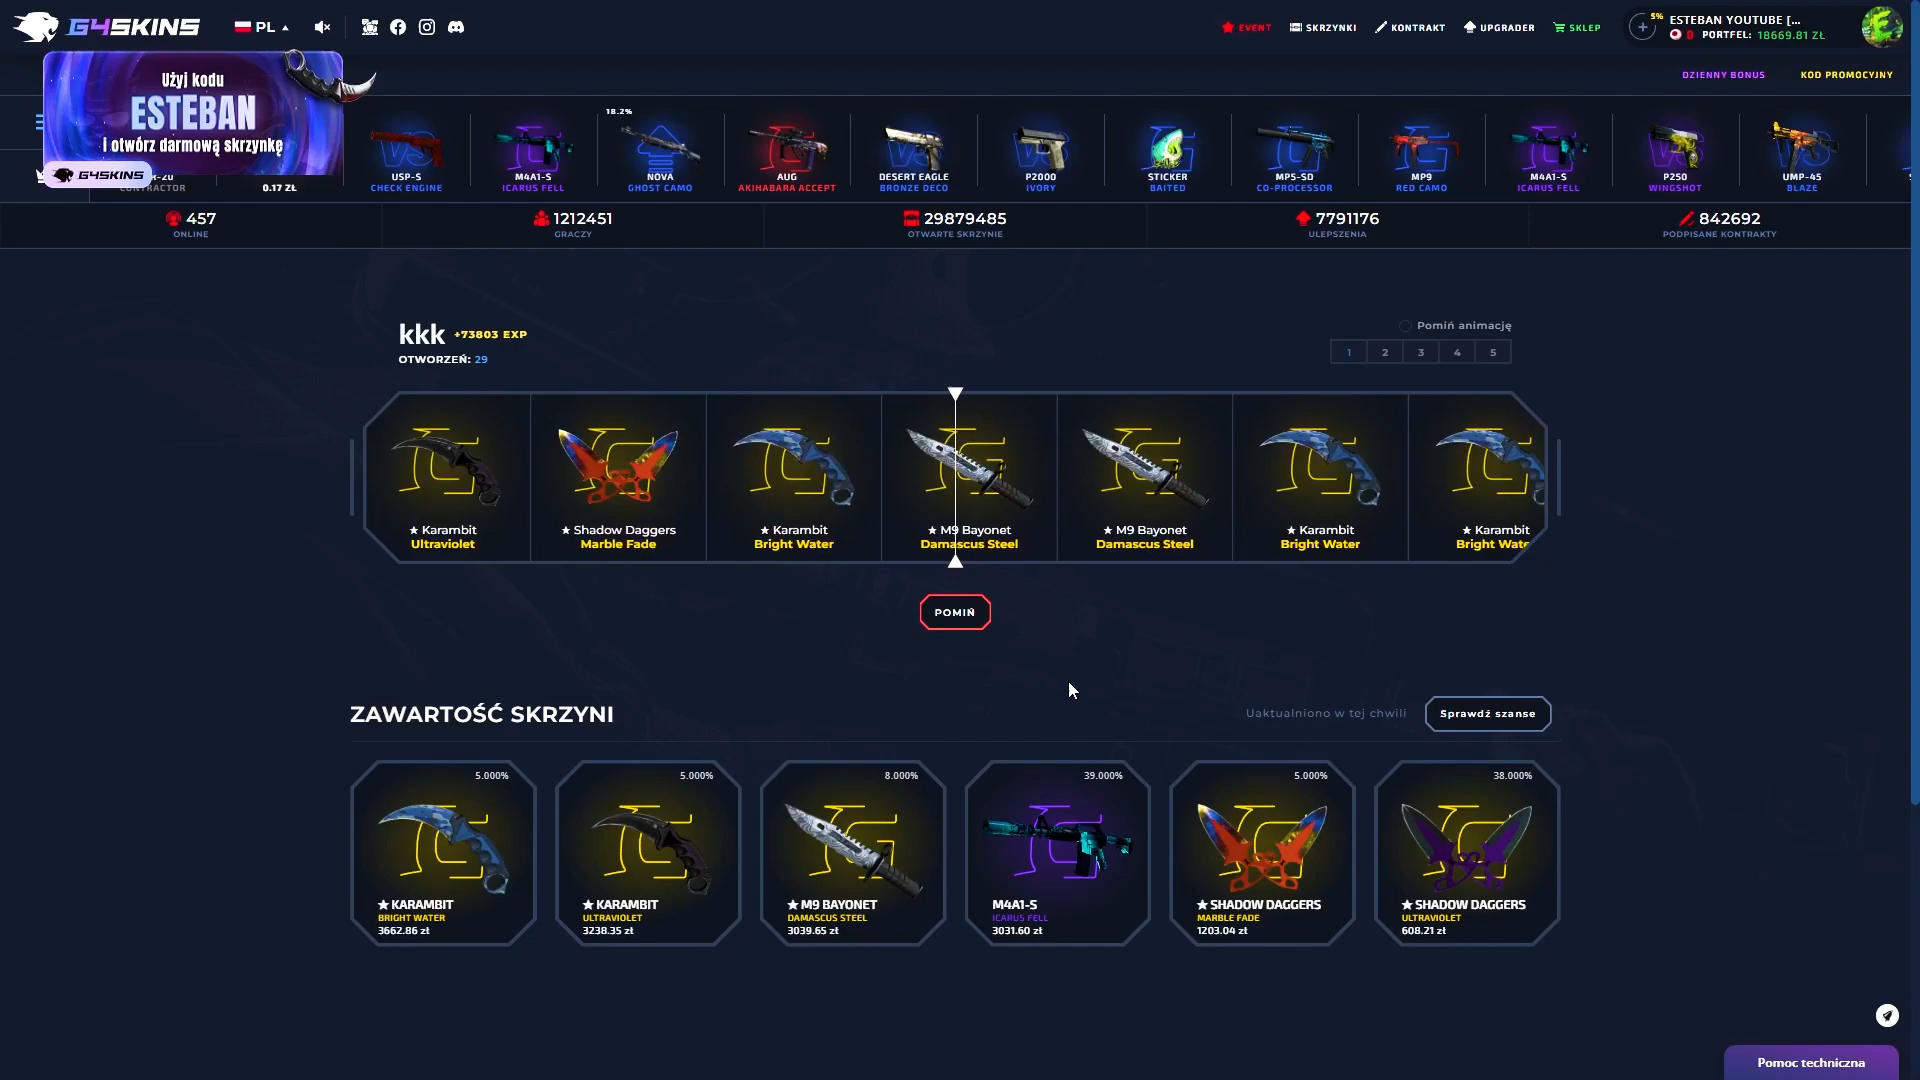 G4SKINS
PL
EVENT
SKRZYNKI
KONTRAKT
UPGRADER
SKLEP
5%
ESTEBAN YOUTUBE [...
0 PORTFEL: 18669.81 ZŁ
DZIENNY BONUS
KOD PROMOCYJNY
Użyj kodu
ESTEBAN
i otwórz darmową skrzynkę
G4SKINS
CONTRACTOR
0.17 ZŁ
USP-S
CHECK ENGINE
M4A1-S
ICARUS FELL
18.2%
NOVA
GHOST CAMO
AUG
AKIHABARA ACCEPT
DESERT EAGLE
BRONZE DECO
P2000
IVORY
STICKER
BAITED
MP5-SD
CO-PROCESSOR
MP9
RED CAMO
M4A1-S
ICARUS FELL
P250
WINGSHOT
UMP-45
BLAZE
457
ONLINE
1212451
GRACZY
29879485
OTWARTE SKRZYNIE
7791176
ULEPSZENIA
842692
PODPISANE KONTRAKTY
kkk +73803 EXP
OTWORZEŃ: 29
Pomiń animację
1 2 3 4 5
★ Karambit
Ultraviolet
★ Shadow Daggers
Marble Fade
★ Karambit
Bright Water
★ M9 Bayonet
Damascus Steel
★ M9 Bayonet
Damascus Steel
★ Karambit
Bright Water
★ Karambit
Bright Wate
POMIŃ
ZAWARTOŚĆ SKRZYNI
Uaktualniono w tej chwili
Sprawdź szanse
5.000%
★ KARAMBIT
BRIGHT WATER
3662.86 zł
5.000%
★ KARAMBIT
ULTRAVIOLET
3238.35 zł
8.000%
★ M9 BAYONET
DAMASCUS STEEL
3039.65 zł
39.000%
M4A1-S
ICARUS FELL
3031.60 zł
5.000%
★ SHADOW DAGGERS
MARBLE FADE
1203.04 zł
38.000%
★ SHADOW DAGGERS
ULTRAVIOLET
608.21 zł
Pomoc techniczna